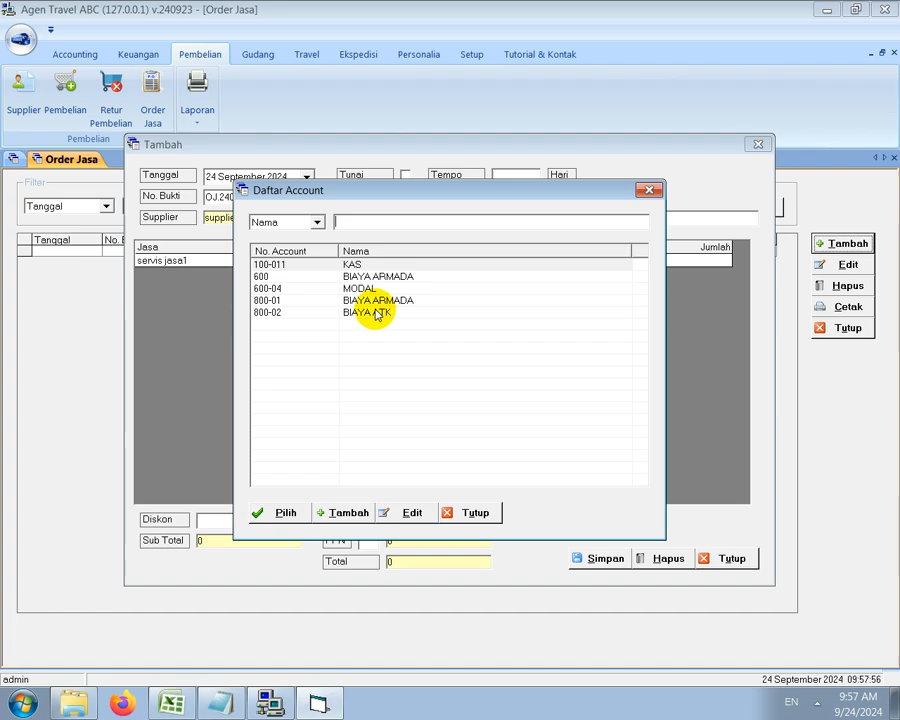 Agen Travel ABC (127.0.0.1) v.240923 - [Order Jasa]
Accounting Keuangan Pembelian Gudang Travel Ekspedisi Personalia Setup Tutorial & Kontak
Supplier Pembelian Retur Pembelian Order Jasa Laporan
Pembelian
Tambah
Order Jasa
Tanggal 24 September 2024 Tunai Tempo Hari
Filter
Daftar Account
No. Bukti OJ.240
Tanggal
Supplier supplie
Nama
Tanggal No. B
Jasa Jumlah
Tambah
No. Account Nama
servis jasa1
100-011 KAS
Edit
600 BIAYA ARMADA
600-04 MODAL
Hapus
800-01 BIAYA ARMADA
Cetak
800-02 BIAYA ATK
Tutup
Pilih Tambah Edit Tutup
Diskon
Sub Total 0 PPN 0
Simpan Hapus Tutup
Total 0
admin 24 September 2024 09:57:56
EN 9:57 AM
9/24/2024